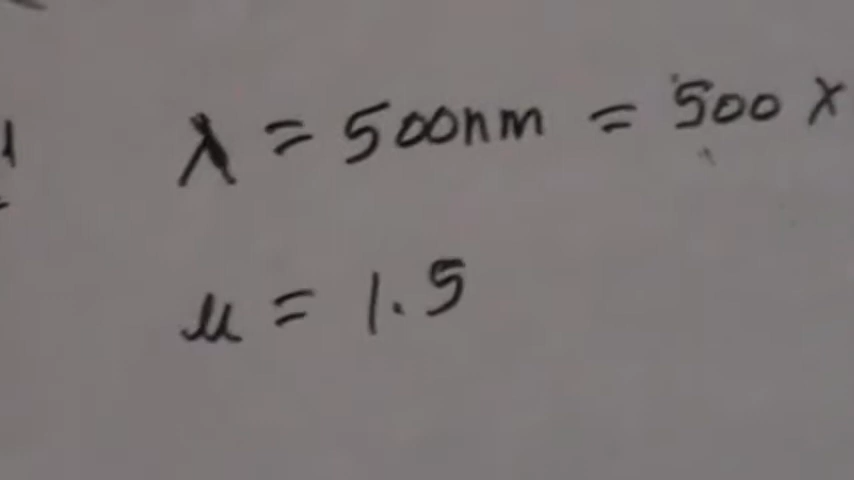 λ = 500nm = 500 x
μ = 1.5